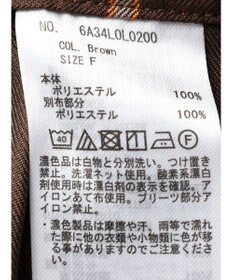 NO. 6A34L0L0200
COL. Brown
SIZE F
本体
ポリエステル 100%
別布部分
ポリエステル 100%
40
濃色品は白物と分別洗い。つけ置き
禁止。洗濯ネット使用。酸素系漂白
剤使用時は漂白剤の表示を確認。ア
イロンあて布使用。プリーツ部分ア
イロン禁止。
・濃色製品は摩擦や汗、雨等で濡れ
た際に他の衣類や小物類に色が移
る事があります。